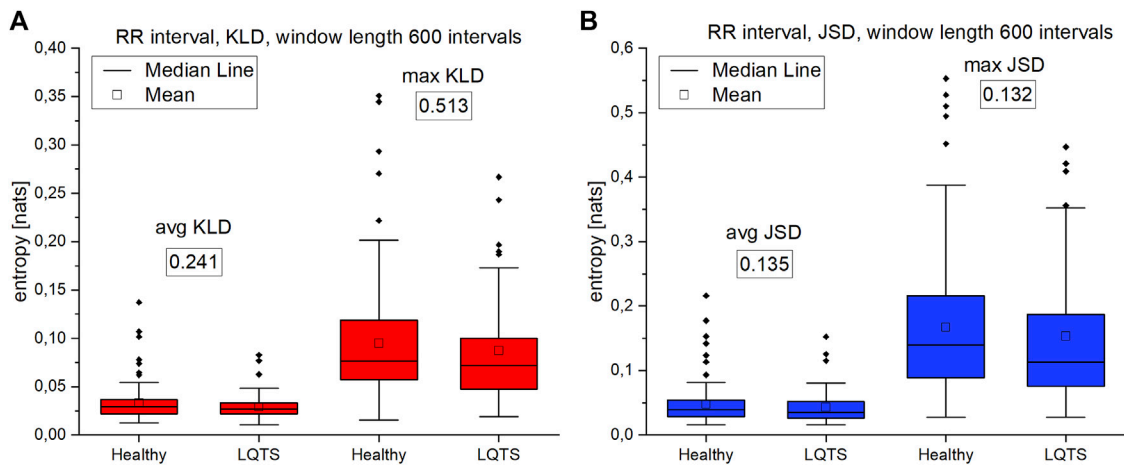 A
RR interval, KLD, window length 600 intervals
Median Line
Mean
max KLD
0.513
avg KLD
0.241
entropy [nats]
0,40
0,35
0,30
0,25
0,20
0,15
0,10
0,05
0,00
Healthy LQTS Healthy LQTS
B
RR interval, JSD, window length 600 intervals
Median Line
Mean
max JSD
0.132
avg JSD
0.135
entropy [nats]
0,6
0,5
0,4
0,3
0,2
0,1
0,0
Healthy LQTS Healthy LQTS